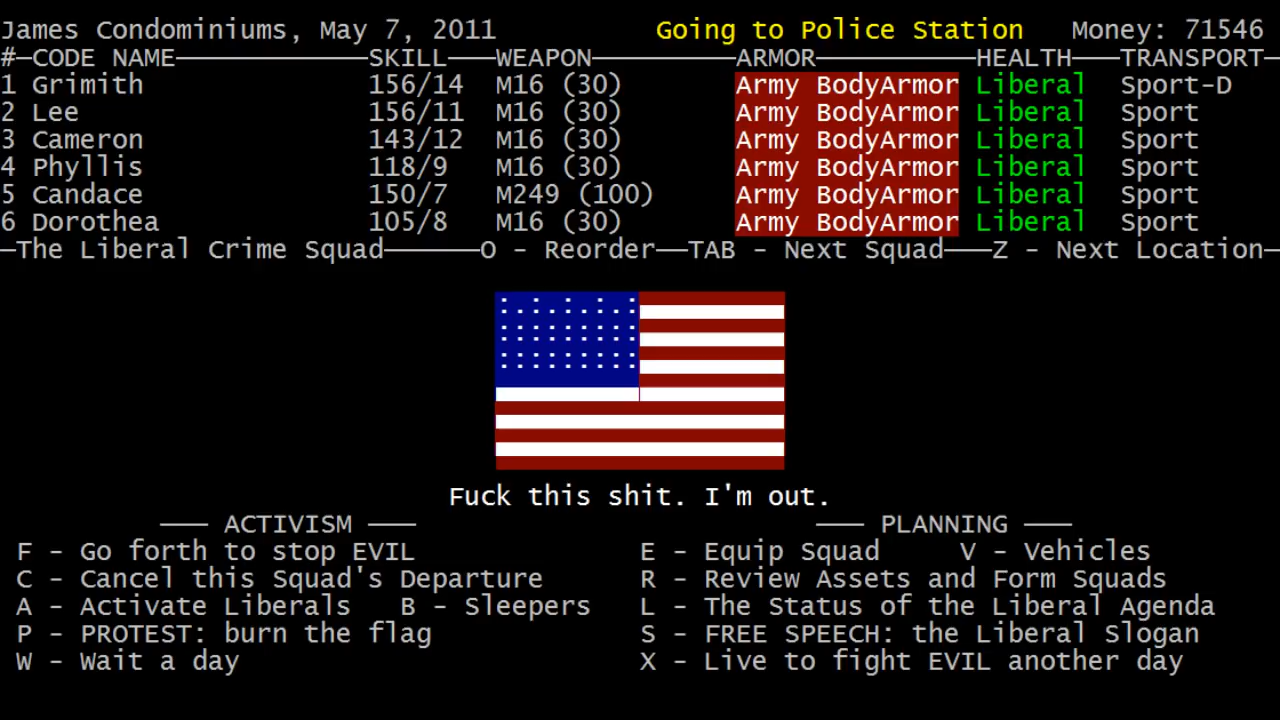 James Condominiums, May 7, 2011 Going to Police Station Money: 71546
#—CODE NAME SKILL WEAPON ARMOR HEALTH TRANSPORT
1 Grimith 156/14 M16 (30) Army BodyArmor Liberal Sport-D
2 Lee 156/11 M16 (30) Army BodyArmor Liberal Sport
3 Cameron 143/12 M16 (30) Army BodyArmor Liberal Sport
4 Phyllis 118/9 M16 (30) Army BodyArmor Liberal Sport
5 Candace 150/7 M249 (100) Army BodyArmor Liberal Sport
6 Dorothea 105/8 M16 (30) Army BodyArmor Liberal Sport
—The Liberal Crime Squad——O - Reorder—TAB - Next Squad——Z - Next Location—
Fuck this shit. I'm out.
—— ACTIVISM —— —— PLANNING ——
F - Go forth to stop EVIL E - Equip Squad V - Vehicles
C - Cancel this Squad's Departure R - Review Assets and Form Squads
A - Activate Liberals B - Sleepers L - The Status of the Liberal Agenda
P - PROTEST: burn the flag S - FREE SPEECH: the Liberal Slogan
W - Wait a day X - Live to fight EVIL another day